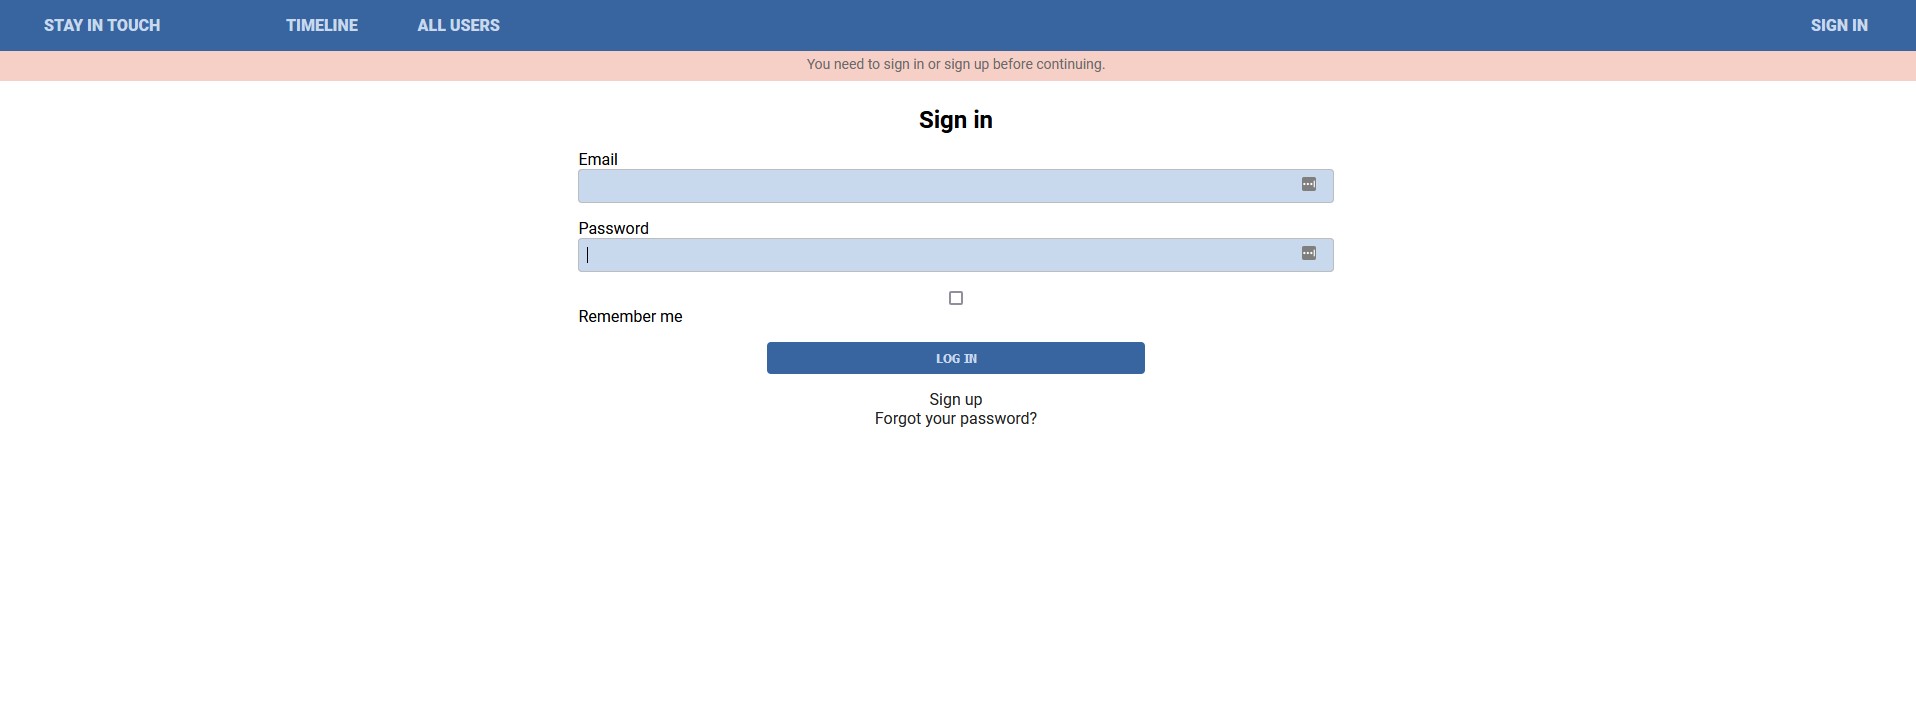 STAY IN TOUCH TIMELINE ALL USERS SIGN IN
You need to sign in or sign up before continuing.
Sign in
Email
Password
Remember me
LOG IN
Sign up
Forgot your password?